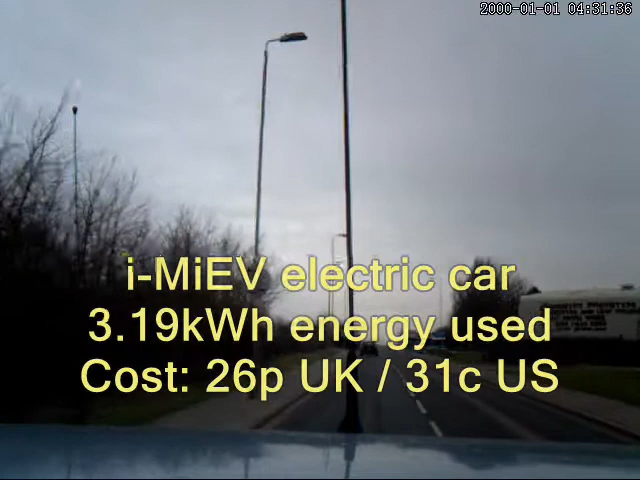 2000-01-01 04:31:36
i-MiEV electric car
3.19kWh energy used
Cost: 26p UK / 31c US